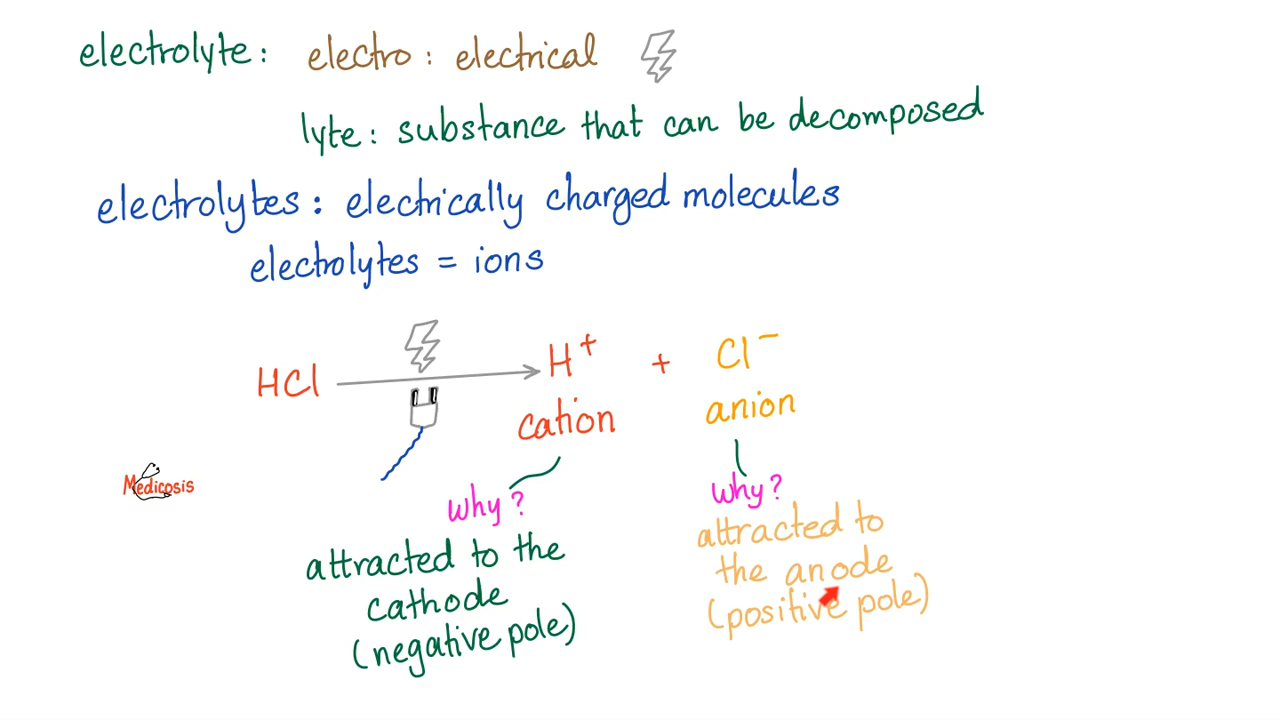 electrolyte: electro: electrical
lyte: substance that can be decomposed
electrolytes: electrically charged molecules
electrolytes = ions
HCl H+ + Cl−
cation anion
Medicosis
why? why?
attracted to the cathode (negative pole)
attracted to the anode (positive pole)